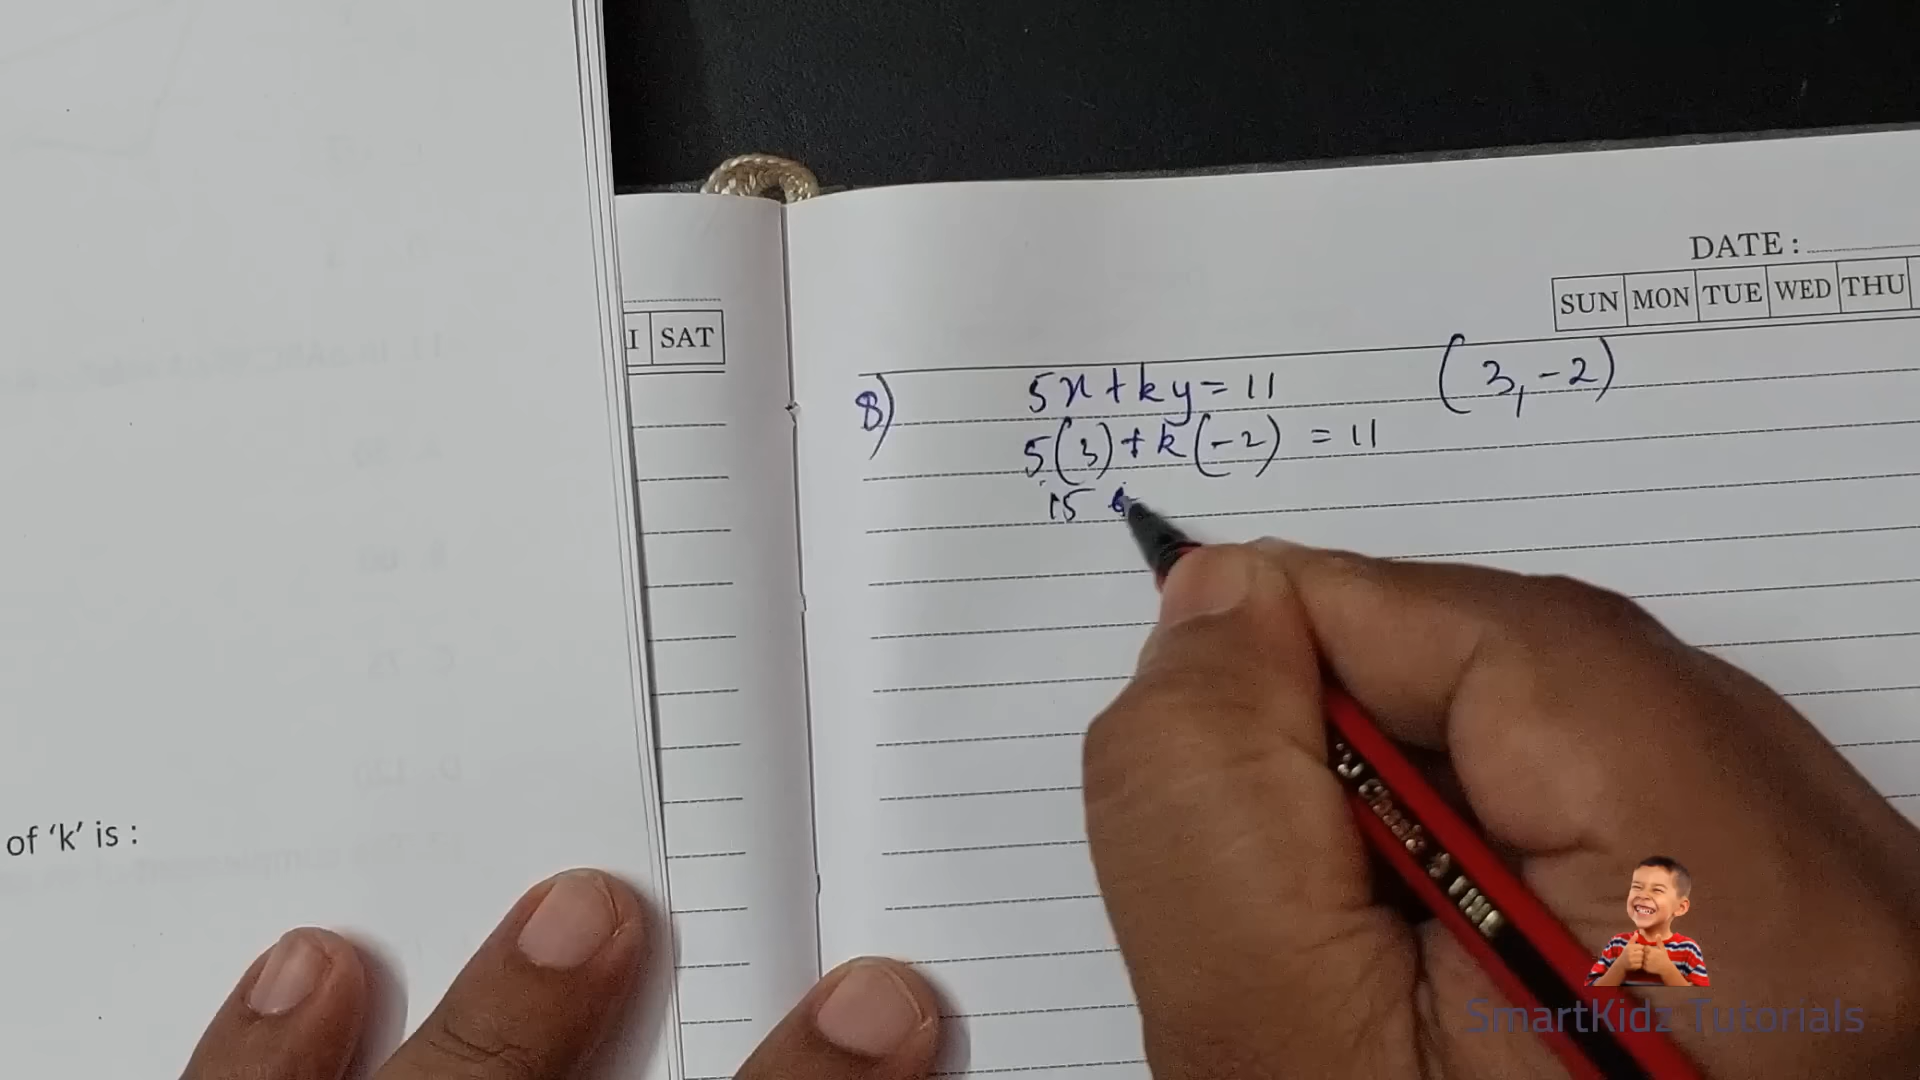 DATE :
SUN MON TUE WED THU
I SAT
8) 5x+ky=11 (3,-2)
5(3)+k(-2) = 11
15
of ‘k’ is :
Classic
SmartKidz Tutorials